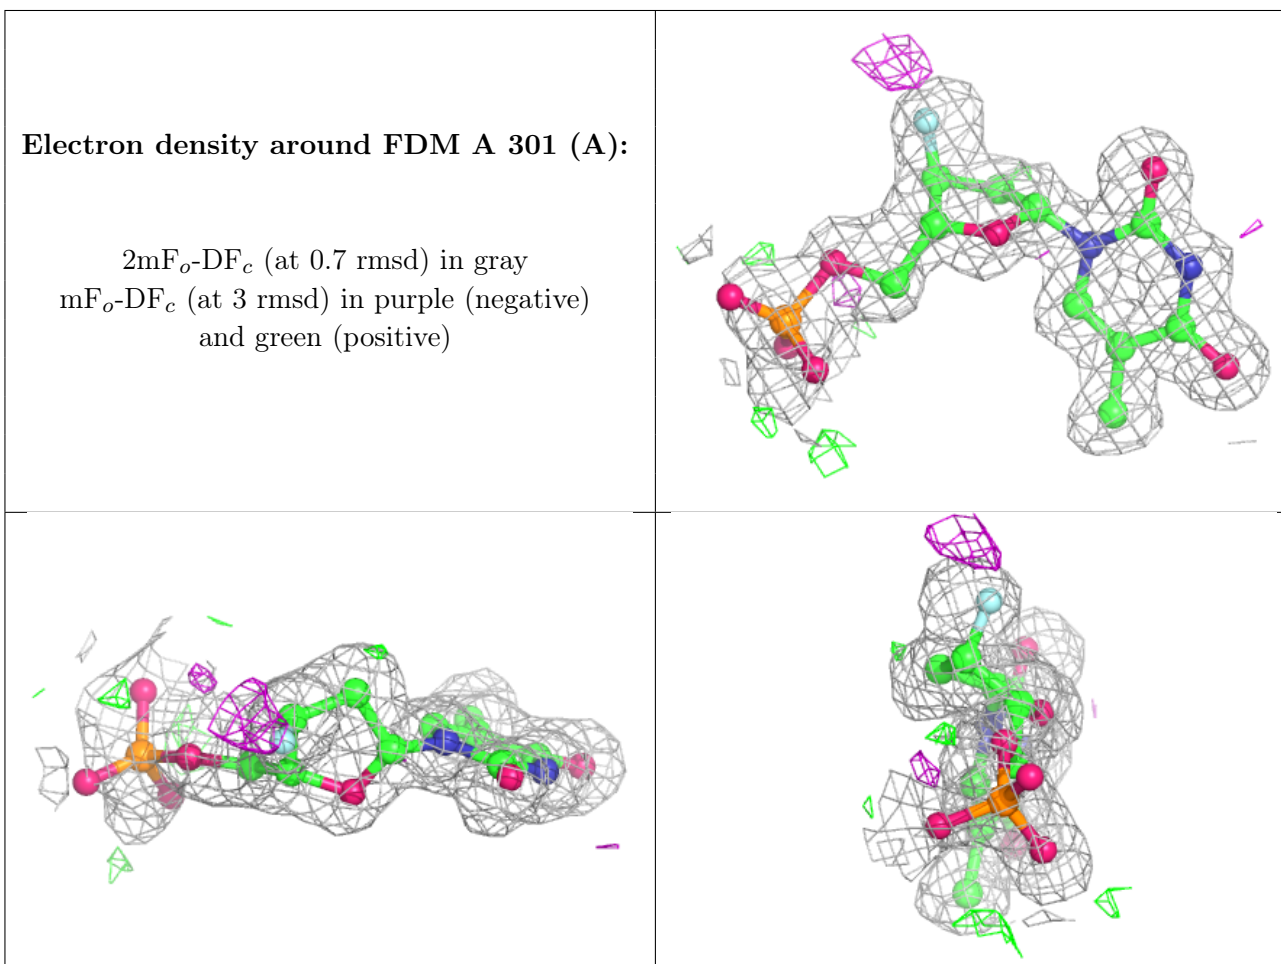 Electron density around FDM A 301 (A):
2mFo-DFc (at 0.7 rmsd) in gray
mFo-DFc (at 3 rmsd) in purple (negative)
and green (positive)